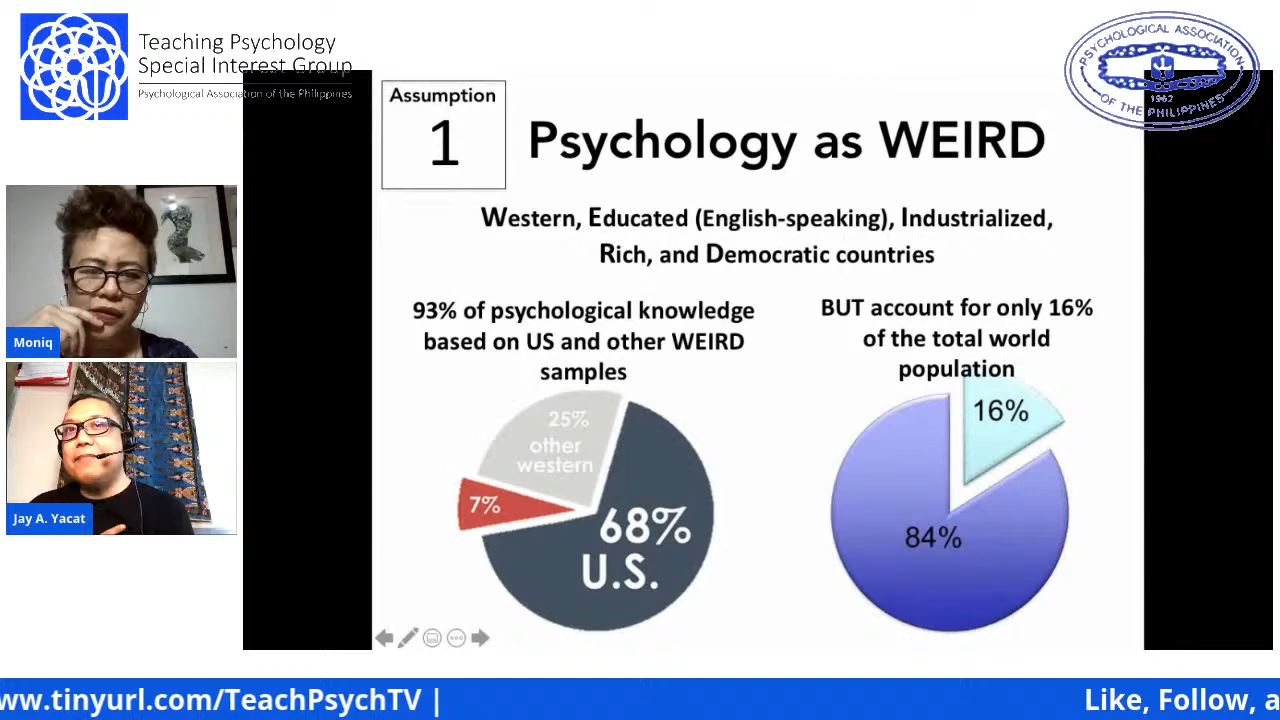 Teaching Psychology
Special Interest Group
Psychological Association of the Philippines
PSYCHOLOGICAL ASSOCIATION
1962
OF THE PHILIPPINES
Assumption
1
Psychology as WEIRD
Western, Educated (English-speaking), Industrialized,
Rich, and Democratic countries
93% of psychological knowledge
based on US and other WEIRD
samples
BUT account for only 16%
of the total world
population
25%
other
western
7%
68%
U.S.
16%
84%
Moniq
Jay A. Yacat
ww.tinyurl.com/TeachPsychTV |
Like, Follow, a